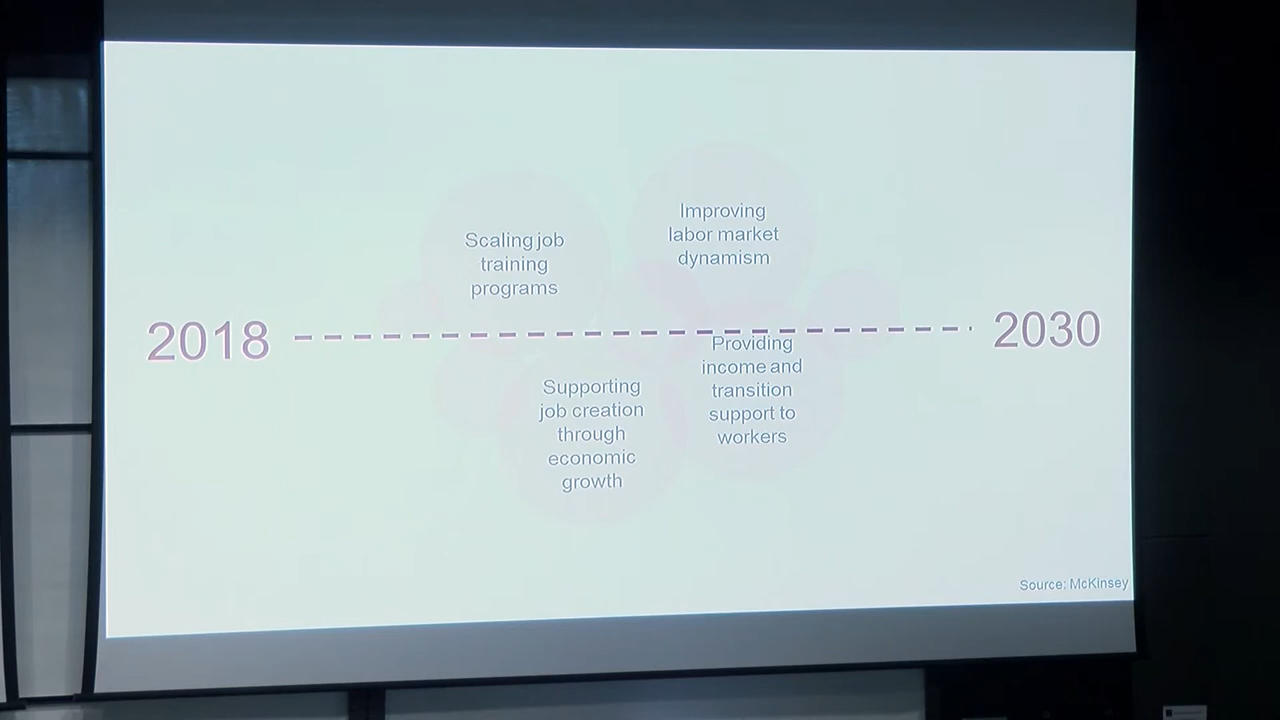 Improving
labor market
dynamism
Scaling job
training
programs
2018
2030
Providing
income and
transition
support to
workers
Supporting
job creation
through
economic
growth
Source: McKinsey